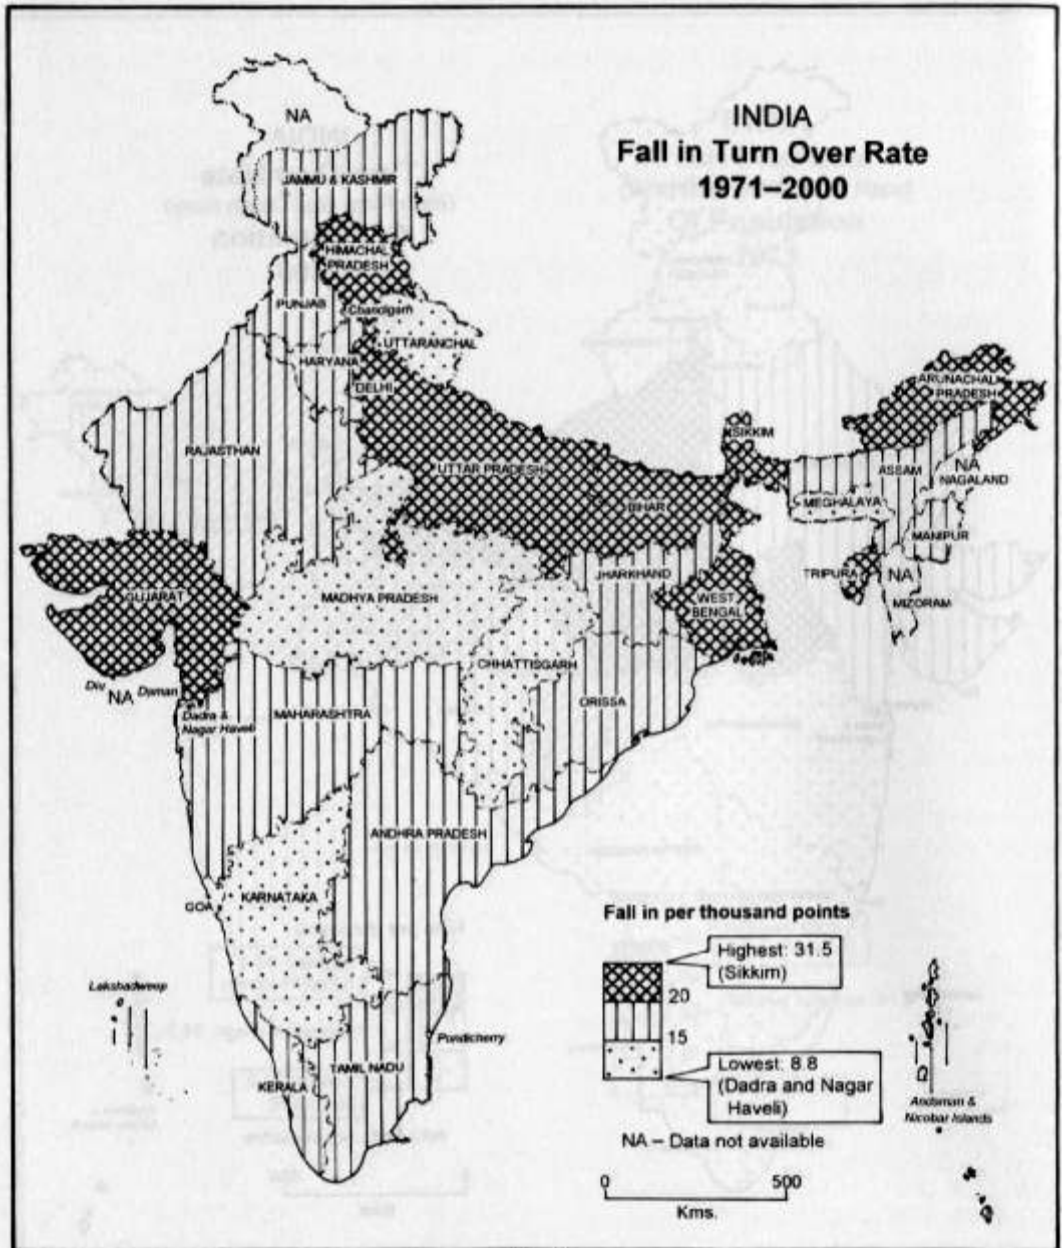 INDIA
Fall in Turn Over Rate
1971–2000
NA
JAMMU & KASHMIR
HIMACHAL
PRADESH
PUNJAB
Chandigarh
UTTARANCHAL
HARYANA
DELHI
RAJASTHAN
UTTAR PRADESH
BIHAR
SIKKIM
ARUNACHAL
PRADESH
ASSAM
NA
NAGALAND
MEGHALAYA
MANIPUR
TRIPURA
NA
MIZORAM
JHARKHAND
WEST
BENGAL
GUJARAT
MADHYA PRADESH
CHHATTISGARH
ORISSA
Diu
NA
Daman
Dadra &
Nagar Haveli
MAHARASHTRA
ANDHRA PRADESH
GOA
KARNATAKA
Lakshadweep
KERALA
TAMIL NADU
Pondicherry
Fall in per thousand points
Highest: 31.5
(Sikkim)
20
15
Lowest: 8.8
(Dadra and Nagar
Haveli)
NA – Data not available
0 500
Kms.
Andaman &
Nicobar Islands